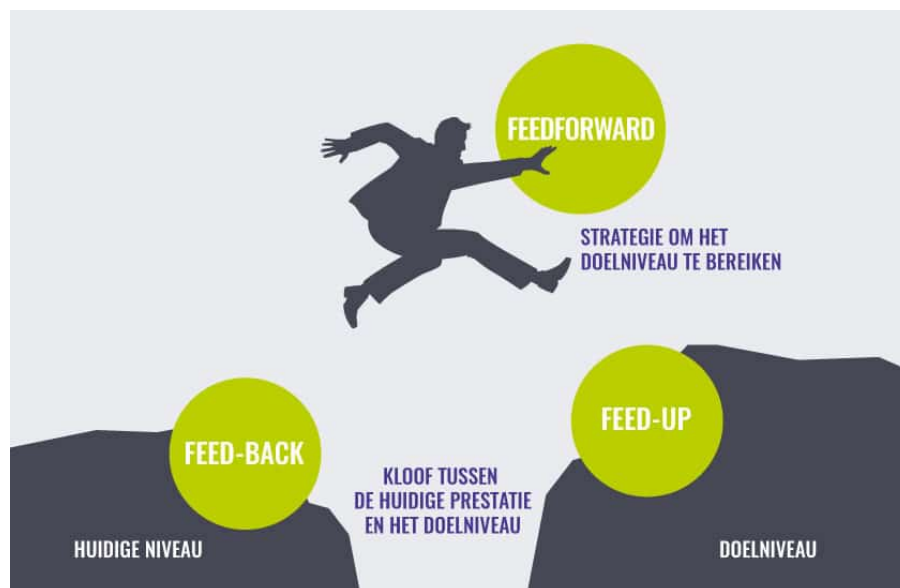 FEEDFORWARD
STRATEGIE OM HET
DOELNIVEAU TE BEREIKEN
FEED-BACK
FEED-UP
KLOOF TUSSEN
DE HUIDIGE PRESTATIE
EN HET DOELNIVEAU
HUIDIGE NIVEAU
DOELNIVEAU